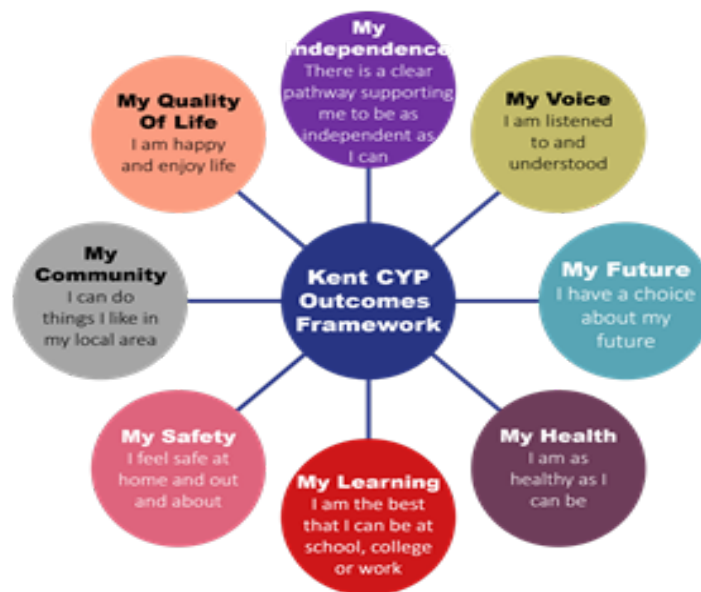 My
Independence
There is a clear
pathway supporting
me to be as
independent as
I can
My Voice
I am listened
to and
understood
My Future
I have a choice
about my
future
My Health
I am as
healthy as I
can be
My Learning
I am the best
that I can be at
school, college
or work
My Safety
I feel safe at
home and out
and about
My
Community
I can do
things I like in
my local area
My Quality
Of Life
I am happy
and enjoy life
Kent CYP
Outcomes
Framework